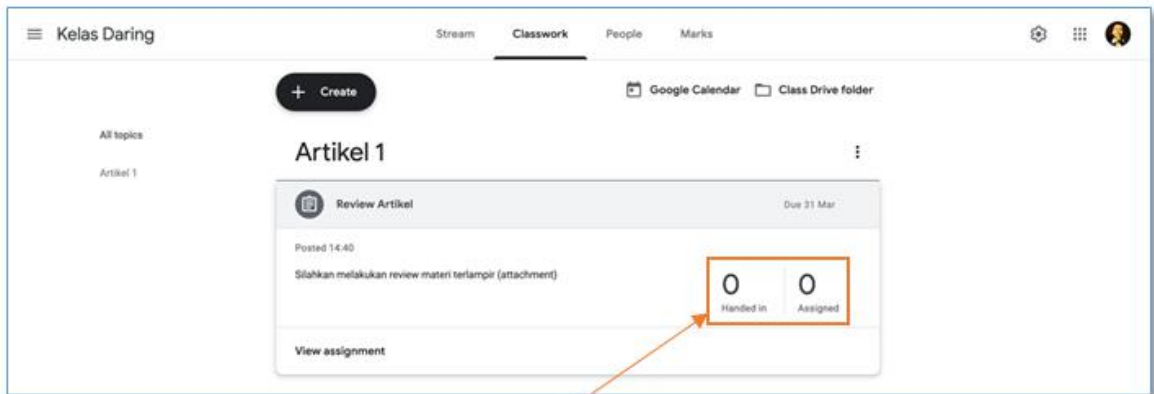 Kelas Daring
Stream Classwork People Marks
+ Create
Google Calendar Class Drive folder
All topics
Artikel 1
Artikel 1
Review Artikel
Due 31 Mar
Posted 14:40
Silahkan melakukan review materi terlampir (attachment)
0 0
Handed in Assigned
View assignment